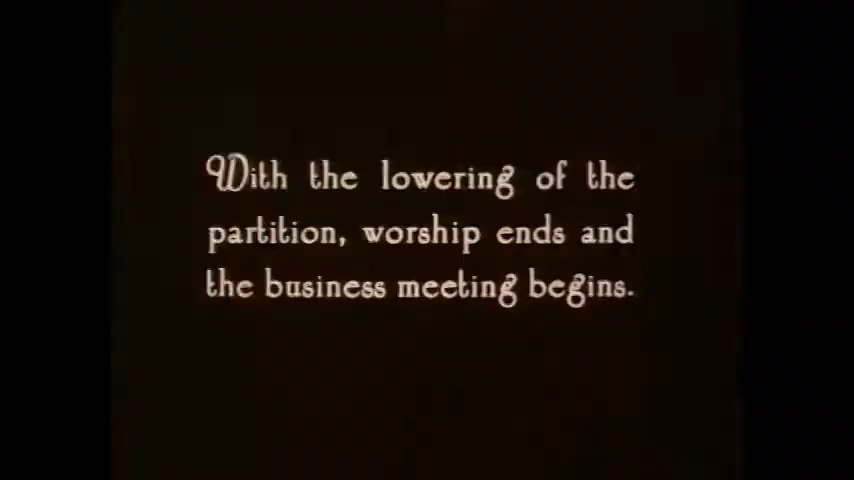 With the lowering of the
partition, worship ends and
the business meeting begins.